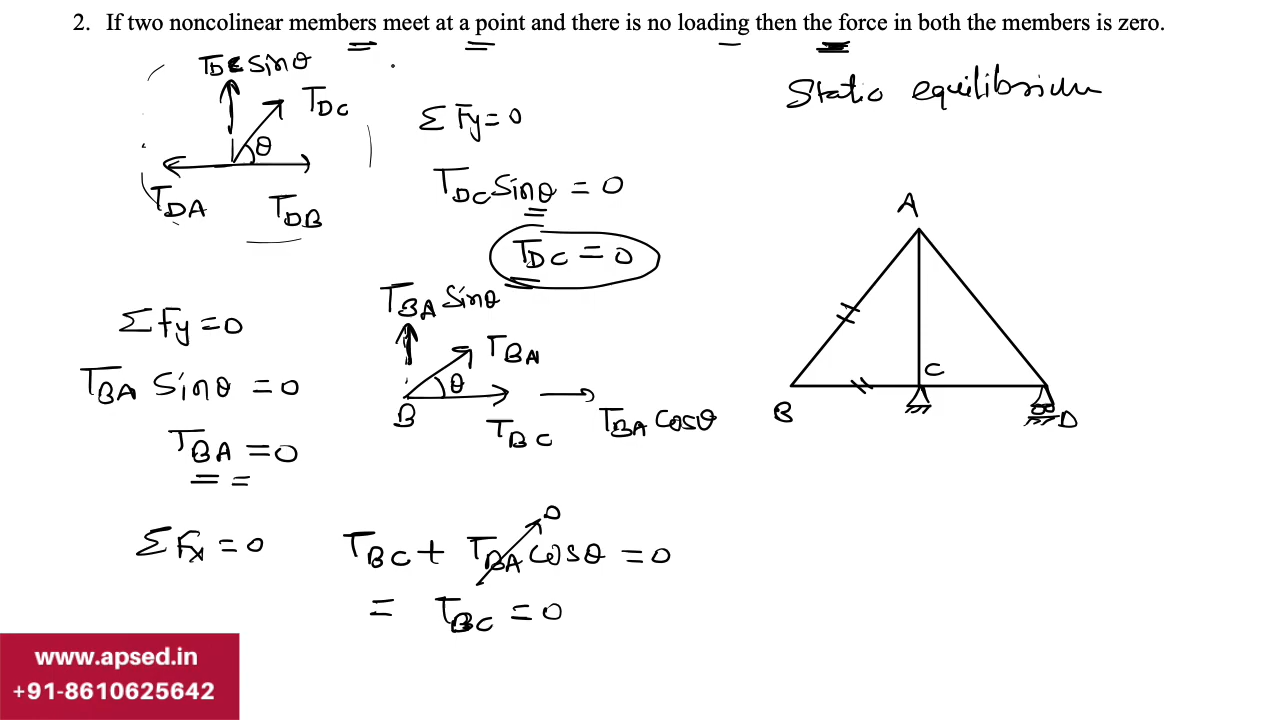 2. If two noncolinear members meet at a point and there is no loading then the force in both the members is zero.
Static equilibrium
T_DC sinθ
T_DC
θ
T_DA
T_DB
ΣFy=0
T_DC Sinθ = 0
T_DC = 0
ΣFy=0
T_BA Sinθ = 0
T_BA = 0
T_BA Sinθ
T_BA
θ
B
T_BC
T_BA Cosθ
ΣFx = 0
T_BC + T_BA cosθ = 0
0
= T_BC = 0
A
B
C
D
www.apsed.in
+91-8610625642